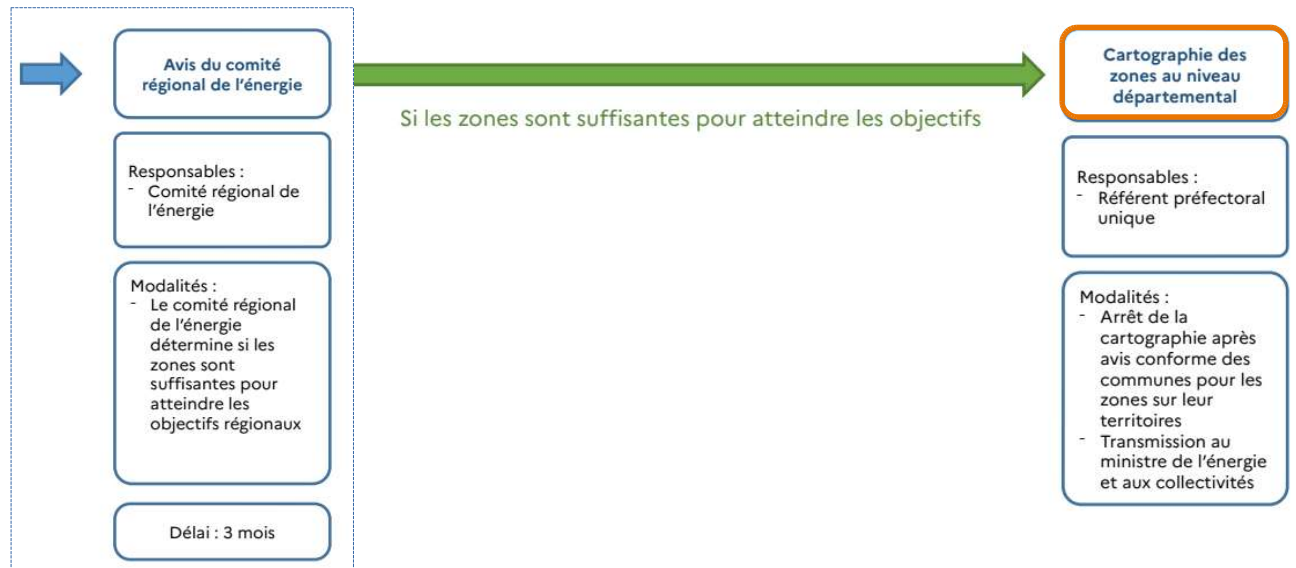 Avis du comité
régional de l'énergie
Responsables :
- Comité régional de
l'énergie
Modalités :
- Le comité régional
de l'énergie
détermine si les
zones sont
suffisantes pour
atteindre les
objectifs régionaux
Délai : 3 mois
Si les zones sont suffisantes pour atteindre les objectifs
Cartographie des
zones au niveau
départemental
Responsables :
- Référent préfectoral
unique
Modalités :
- Arrêt de la
cartographie après
avis conforme des
communes pour les
zones sur leur
territoires
- Transmission au
ministre de l'énergie
et aux collectivités